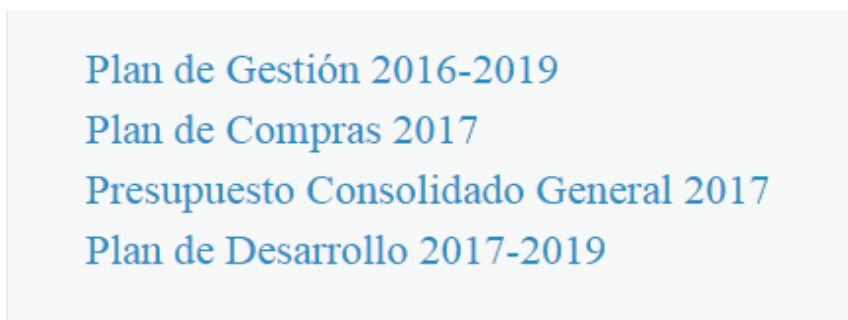 Plan de Gestión 2016-2019
Plan de Compras 2017
Presupuesto Consolidado General 2017
Plan de Desarrollo 2017-2019